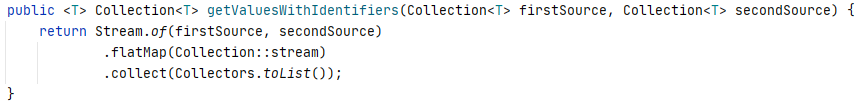 public <T> Collection<T> getValuesWithIdentifiers(Collection<T> firstSource, Collection<T> secondSource) {
    return Stream.of(firstSource, secondSource)
            .flatMap(Collection::stream)
            .collect(Collectors.toList());
}